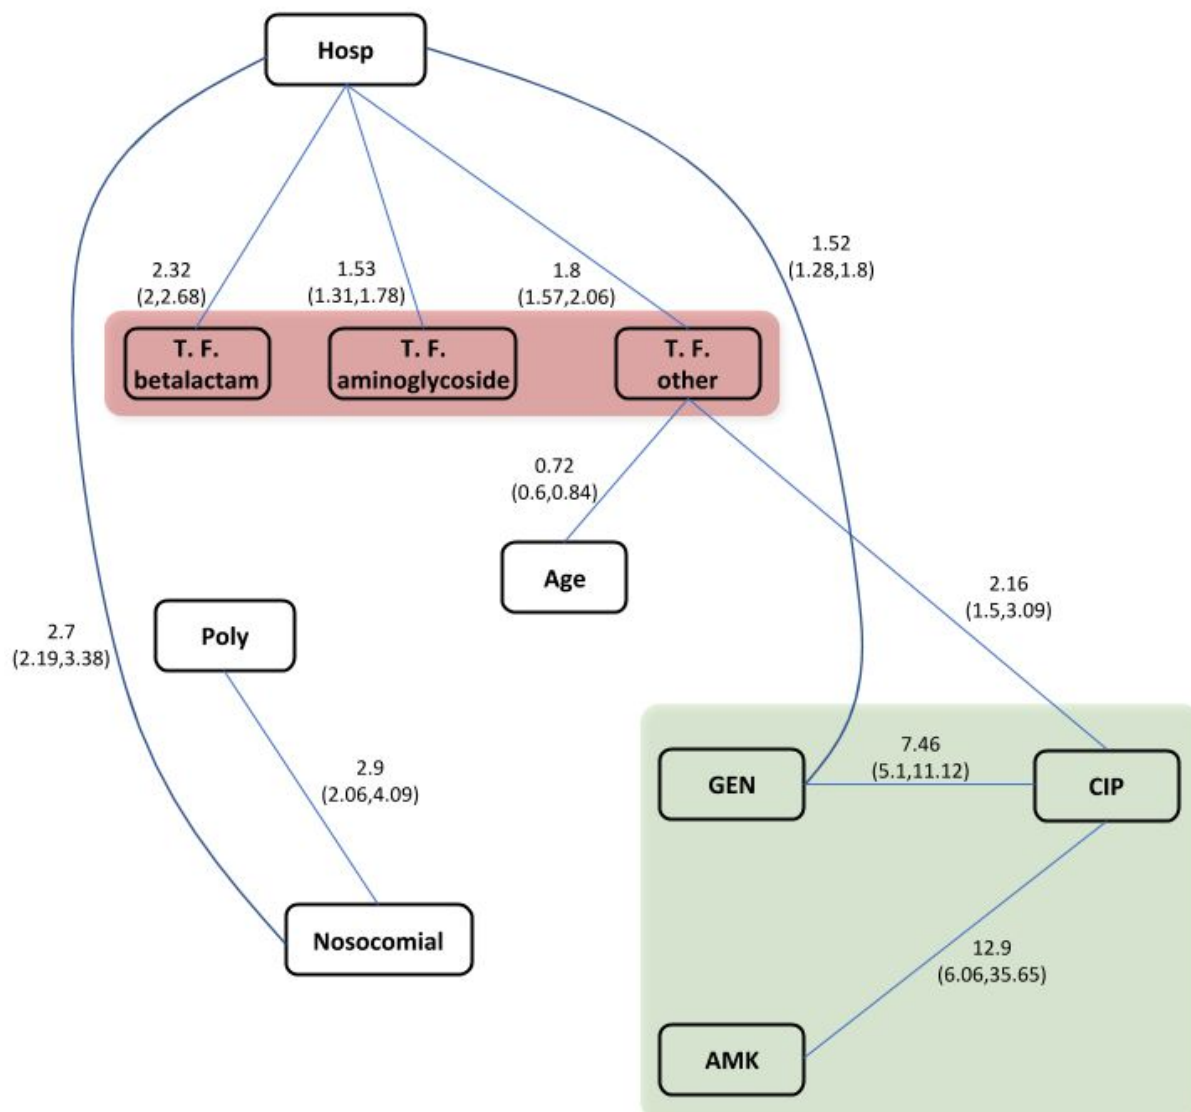 Hosp
1.52
(1.28,1.8)
2.32
(2,2.68)
1.53
(1.31,1.78)
1.8
(1.57,2.06)
T. F.
betalactam
T. F.
aminoglycoside
T. F.
other
0.72
(0.6,0.84)
Age
2.16
(1.5,3.09)
Poly
2.7
(2.19,3.38)
7.46
(5.1,11.12)
GEN
CIP
2.9
(2.06,4.09)
Nosocomial
12.9
(6.06,35.65)
AMK